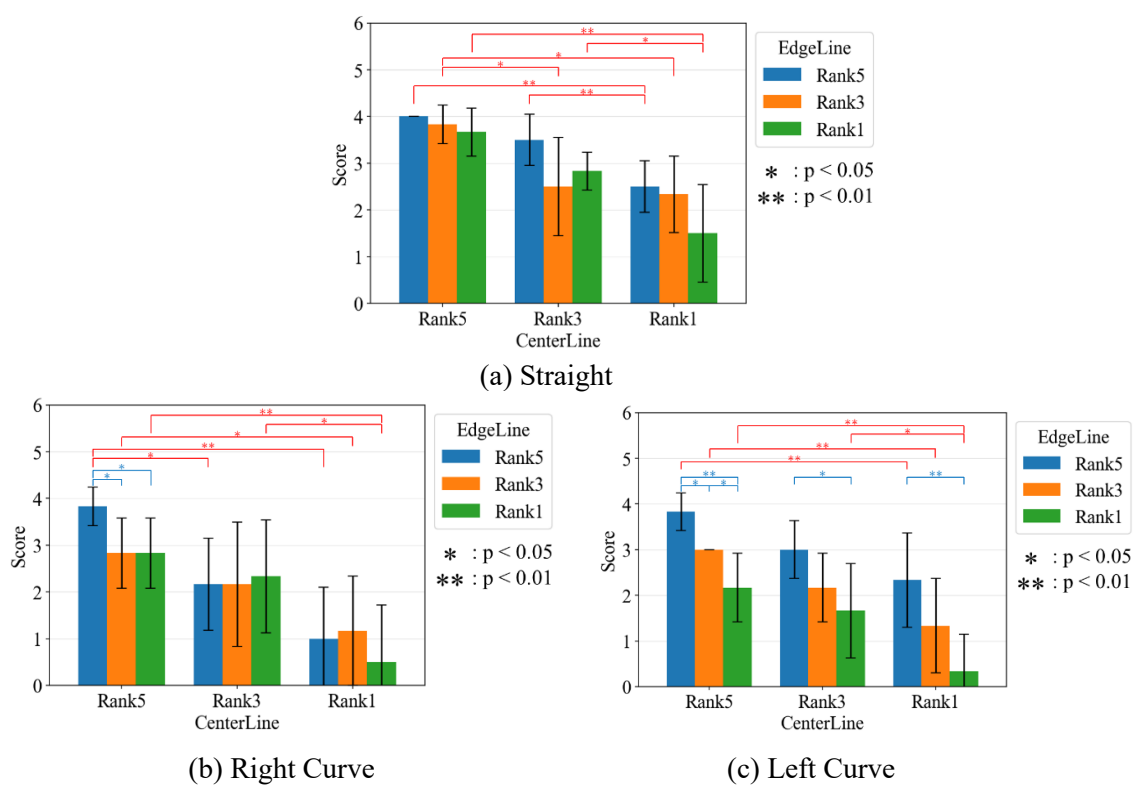 **
*
*
*
**
**
6
5
4
3
2
1
0
Score
Rank5 Rank3 Rank1
CenterLine
EdgeLine
Rank5
Rank3
Rank1
* : p < 0.05
** : p < 0.01
(a) Straight
**
*
*
**
*
*
*
6
5
4
3
2
1
0
Score
Rank5 Rank3 Rank1
CenterLine
EdgeLine
Rank5
Rank3
Rank1
* : p < 0.05
** : p < 0.01
(b) Right Curve
**
*
**
**
** * **
* *
6
5
4
3
2
1
0
Score
Rank5 Rank3 Rank1
CenterLine
EdgeLine
Rank5
Rank3
Rank1
* : p < 0.05
** : p < 0.01
(c) Left Curve